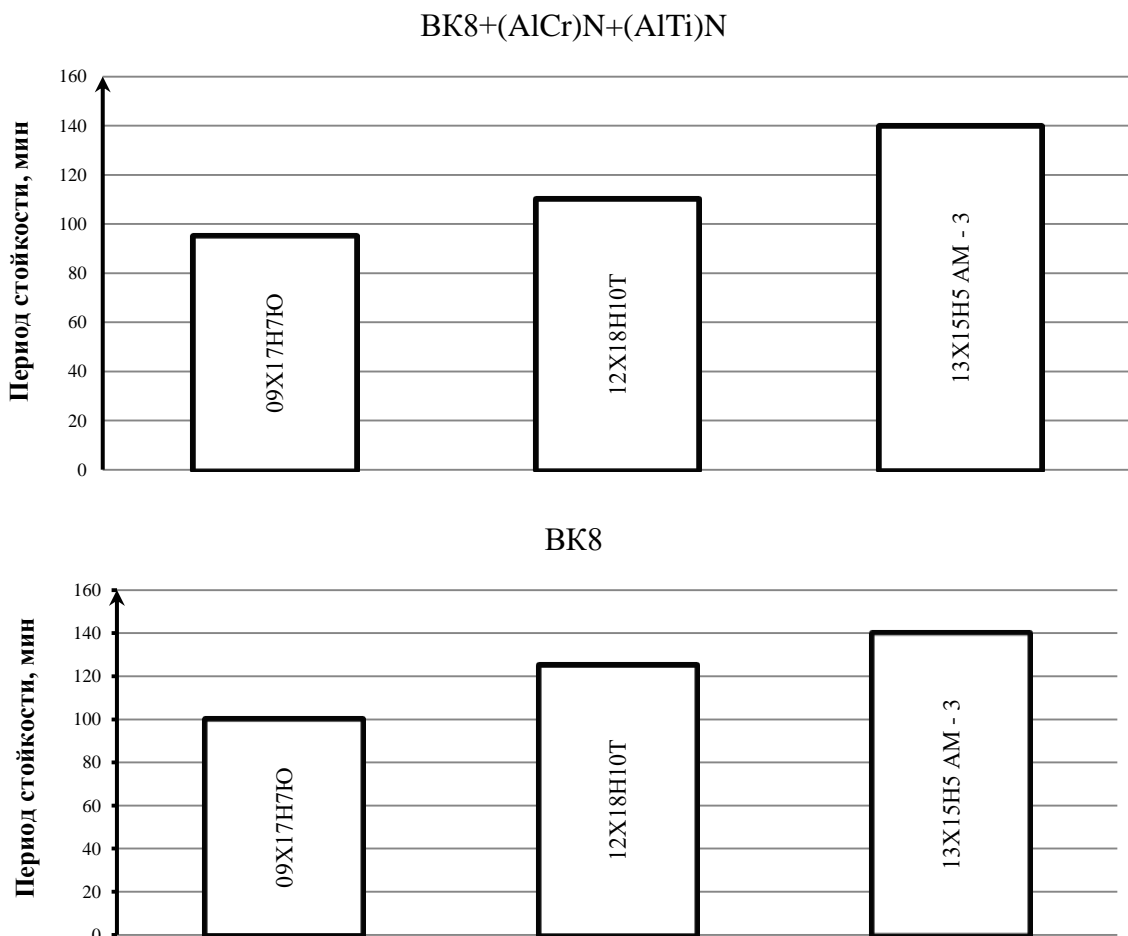 ВК8+(AlCr)N+(AlTi)N
Период стойкости, мин
160
140
120
100
80
60
40
20
0
09Х17Н7Ю
12Х18Н10Т
13Х15Н5 АМ - 3
ВК8
Период стойкости, мин
160
140
120
100
80
60
40
20
0
09Х17Н7Ю
12Х18Н10Т
13Х15Н5 АМ - 3